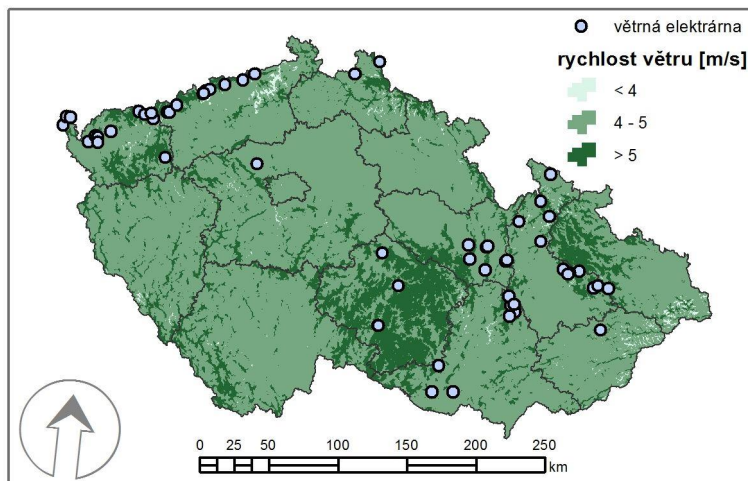 větrná elektrárna
rychlost větru [m/s]
< 4
4 - 5
> 5
0 25 50 100 150 200 250
km